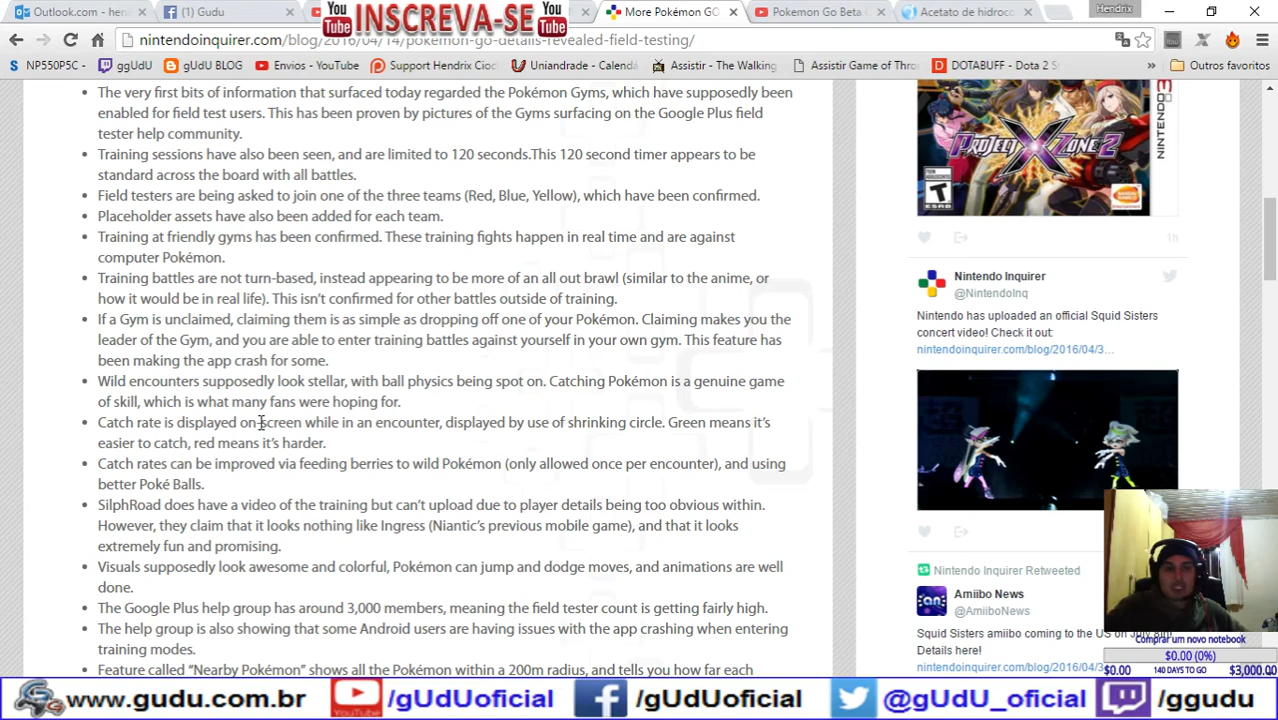 You Tube INSCREVA-SE You Tube
Outlook.com - hen
(1) Gudu
More Pokémon GO
Pokemon Go Beta
Acetato de hidroco
Hendrix
nintendoinquirer.com/blog/2016/04/14/pokemon-go-details-revealed-field-testing/
NP550P5C -
ggUdU
gUdU BLOG
Envios - YouTube
Support Hendrix Cioc
Uniandrade - Calend
Assistir - The Walking
Assistir Game of Thro
DOTABUFF - Dota 2 S
Outros favoritos
The very first bits of information that surfaced today regarded the Pokémon Gyms, which have supposedly been
enabled for field test users. This has been proven by pictures of the Gyms surfacing on the Google Plus field
tester help community.
Training sessions have also been seen, and are limited to 120 seconds.This 120 second timer appears to be
standard across the board with all battles.
Field testers are being asked to join one of the three teams (Red, Blue, Yellow), which have been confirmed.
Placeholder assets have also been added for each team.
Training at friendly gyms has been confirmed. These training fights happen in real time and are against
computer Pokémon.
Training battles are not turn-based, instead appearing to be more of an all out brawl (similar to the anime, or
how it would be in real life). This isn't confirmed for other battles outside of training.
If a Gym is unclaimed, claiming them is as simple as dropping off one of your Pokémon. Claiming makes you the
leader of the Gym, and you are able to enter training battles against yourself in your own gym. This feature has
been making the app crash for some.
Wild encounters supposedly look stellar, with ball physics being spot on. Catching Pokémon is a genuine game
of skill, which is what many fans were hoping for.
Catch rate is displayed on screen while in an encounter, displayed by use of shrinking circle. Green means it's
easier to catch, red means it's harder.
Catch rates can be improved via feeding berries to wild Pokémon (only allowed once per encounter), and using
better Poké Balls.
SilphRoad does have a video of the training but can't upload due to player details being too obvious within.
However, they claim that it looks nothing like Ingress (Niantic's previous mobile game), and that it looks
extremely fun and promising.
Visuals supposedly look awesome and colorful, Pokémon can jump and dodge moves, and animations are well
done.
The Google Plus help group has around 3,000 members, meaning the field tester count is getting fairly high.
The help group is also showing that some Android users are having issues with the app crashing when entering
training modes.
Feature called "Nearby Pokémon" shows all the Pokémon within a 200m radius, and tells you how far each
PROJECT X ZONE 2
NINTENDO 3
TEEN
T
ESRB
1h
Nintendo Inquirer
@NintendoInq
Nintendo has uploaded an official Squid Sisters
concert video! Check it out:
nintendoinquirer.com/blog/2016/04/3…
Nintendo Inquirer Retweeted
Amiibo News
@AmiiboNews
Squid Sisters amiibo coming to the US on July 8th!
Details here!
nintendoinquirer.com/blog/2016/04/3
Comprar um novo notebook
$0.00 (0%)
$0.00 140 DAYS TO GO $3,000.00
www.gudu.com.br
YouTube /gUdUoficial
/gUdUoficial
@gUdU_oficial
/ggudu